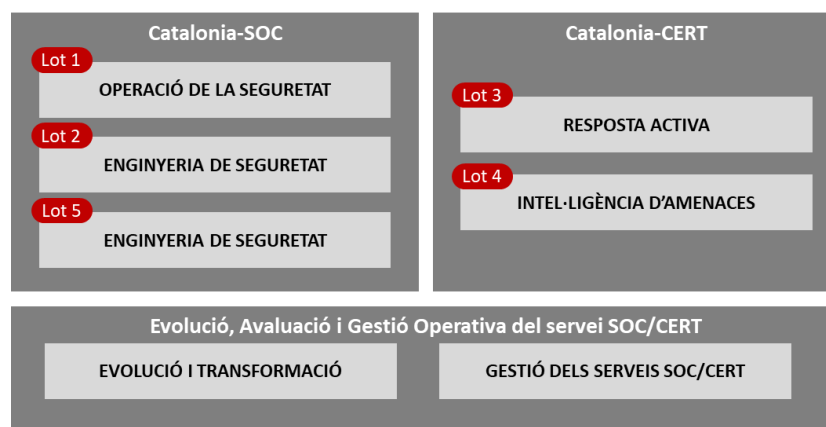 Catalonia-SOC
Lot 1
OPERACIÓ DE LA SEGURETAT
Lot 2
ENGINYERIA DE SEGURETAT
Lot 5
ENGINYERIA DE SEGURETAT
Catalonia-CERT
Lot 3
RESPOSTA ACTIVA
Lot 4
INTEL·LIGÈNCIA D’AMENACES
Evolució, Avaluació i Gestió Operativa del servei SOC/CERT
EVOLUCIÓ I TRANSFORMACIÓ
GESTIÓ DELS SERVEIS SOC/CERT